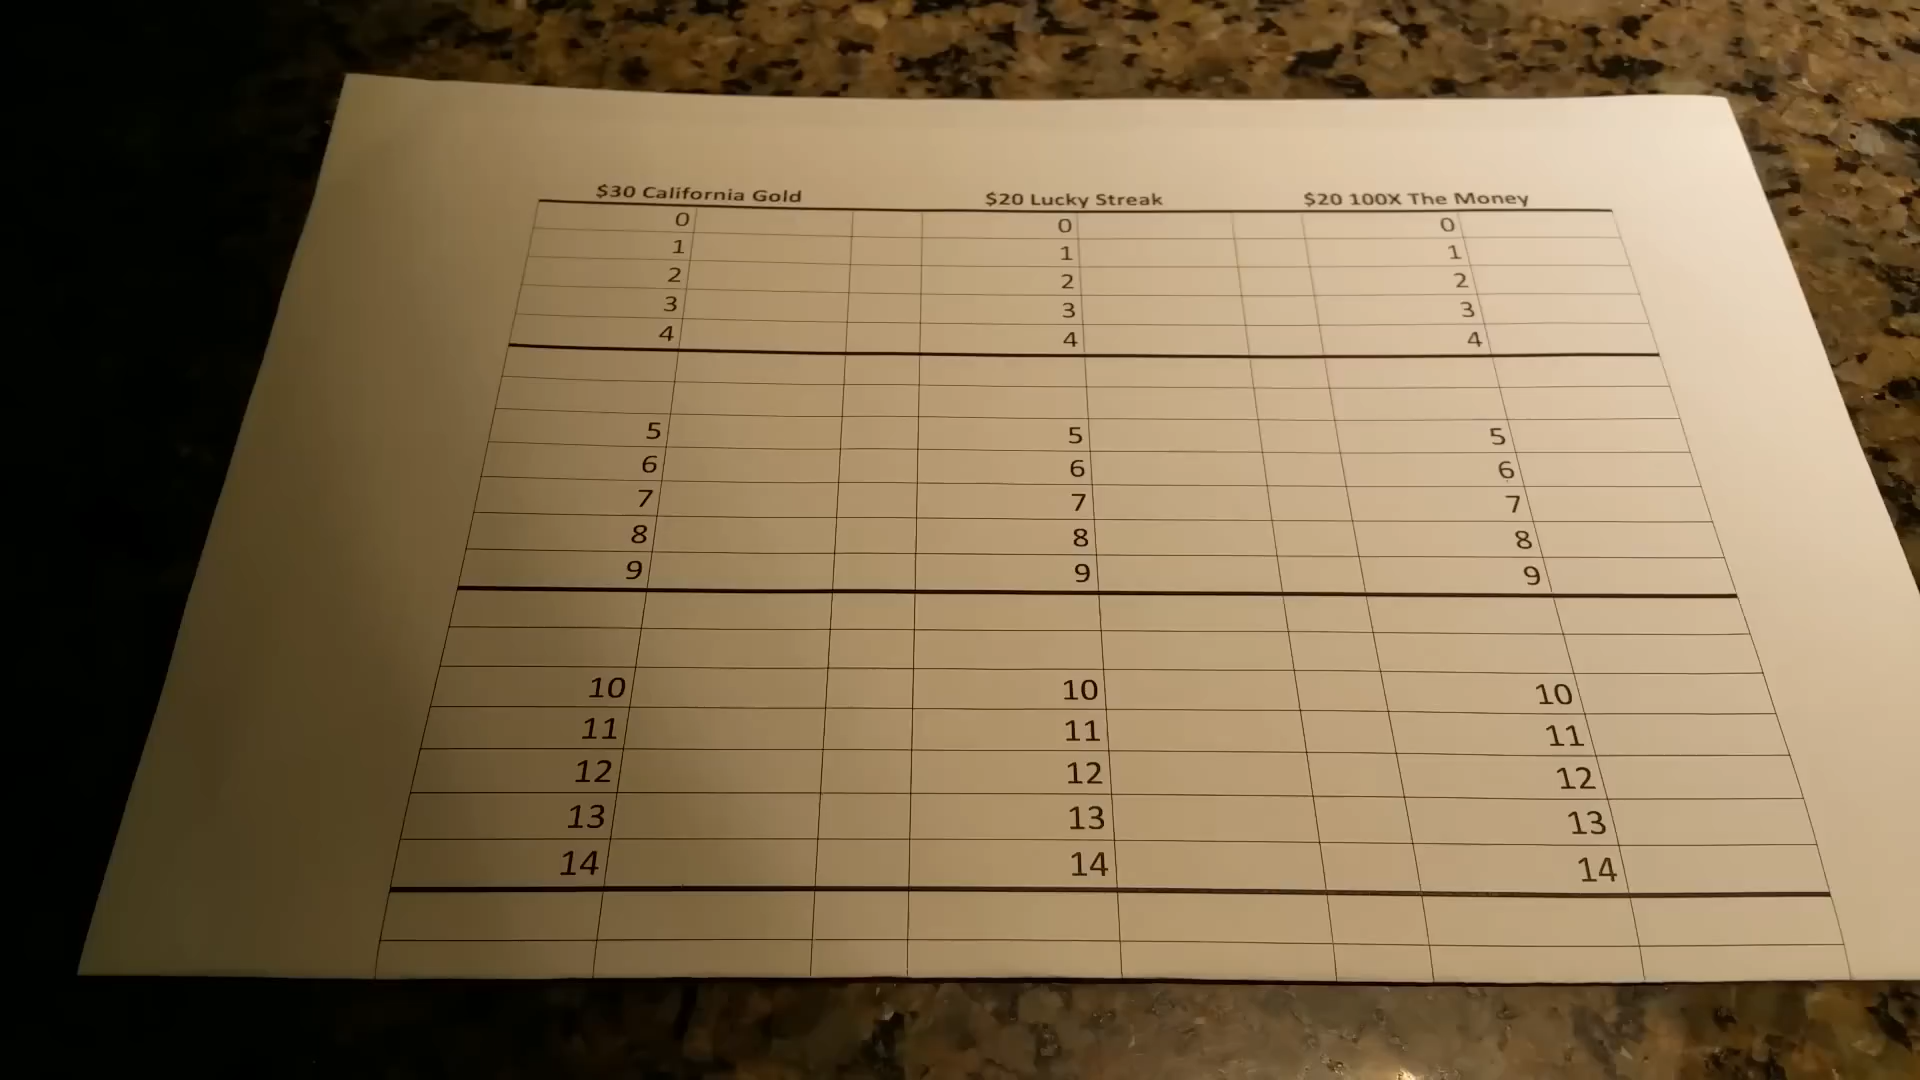 $30 California Gold $20 Lucky Streak $20 100X The Money
0 0 0
1 1 1
2 2 2
3 3 3
4 4 4
5 5 5
6 6 6
7 7 7
8 8 8
9 9 9
10 10 10
11 11 11
12 12 12
13 13 13
14 14 14